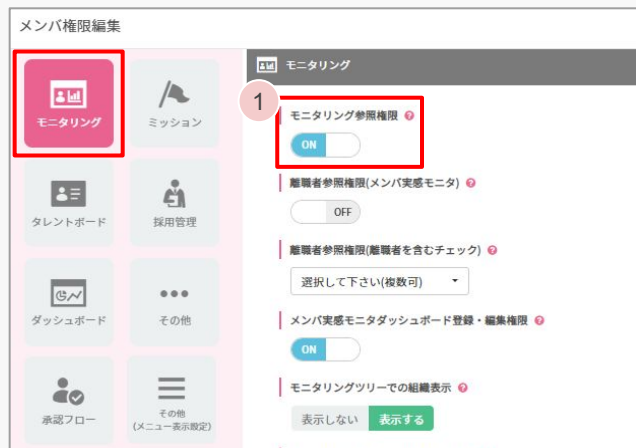 メンバ権限編集
モニタリング
ミッション
タレントボード
採用管理
ダッシュボード
その他
承認フロー
その他
(メニュー表示設定)
モニタリング
1
モニタリング参照権限
ON
離職者参照権限(メンバ実感モニタ)
OFF
離職者参照権限(離職者を含むチェック)
選択して下さい(複数可)
メンバ実感モニタダッシュボード登録・編集権限
ON
モニタリングツリーでの組織表示
表示しない 表示する